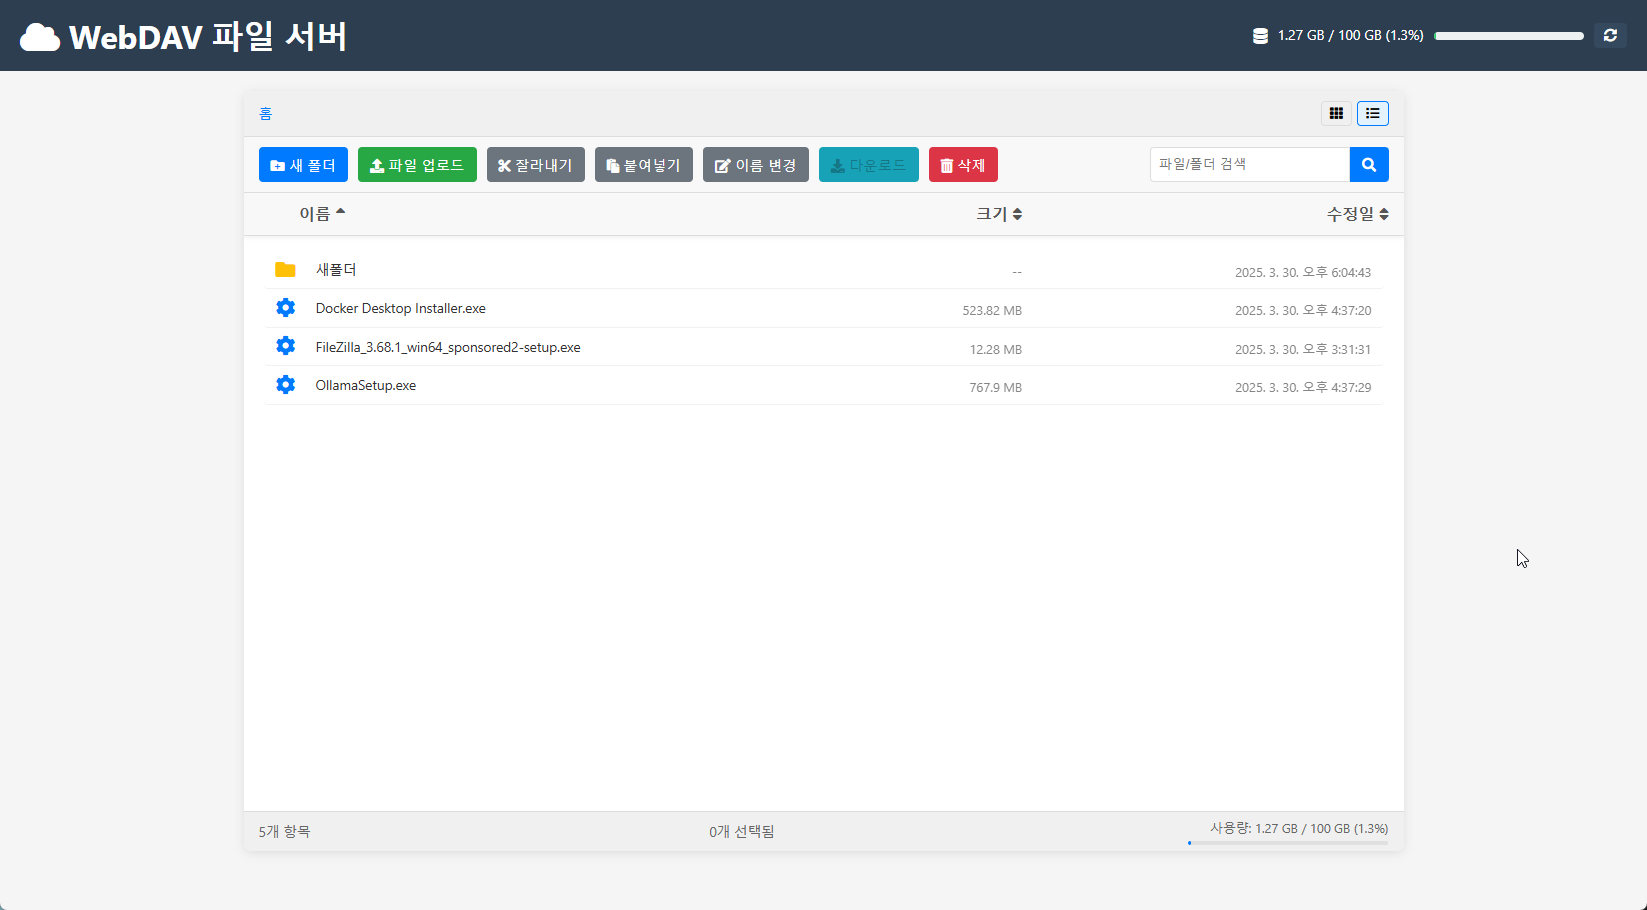 WebDAV 파일 서버
1.27 GB / 100 GB (1.3%)
홈
새 폴더 파일 업로드 잘라내기 붙여넣기 이름 변경 다운로드 삭제 파일/폴더 검색
이름 크기 수정일
새폴더 -- 2025. 3. 30. 오후 6:04:43
Docker Desktop Installer.exe 523.82 MB 2025. 3. 30. 오후 4:37:20
FileZilla_3.68.1_win64_sponsored2-setup.exe 12.28 MB 2025. 3. 30. 오후 3:31:31
OllamaSetup.exe 767.9 MB 2025. 3. 30. 오후 4:37:29
5개 항목 0개 선택됨 사용량: 1.27 GB / 100 GB (1.3%)